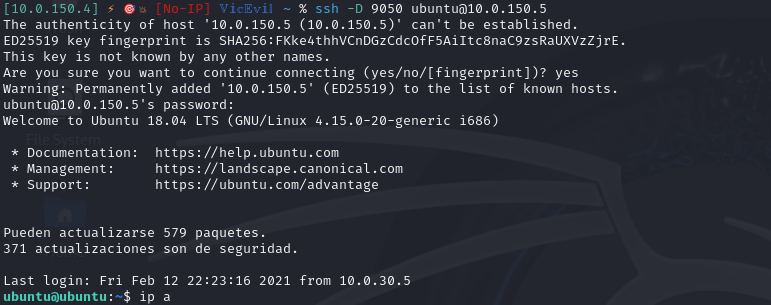 [10.0.150.4] ⚡ 🎯💥 [No-IP] 𝕍𝕚𝕔𝔼𝕧𝕚𝕝 ~ % ssh -D 9050 ubuntu@10.0.150.5
The authenticity of host '10.0.150.5 (10.0.150.5)' can't be established.
ED25519 key fingerprint is SHA256:FKke4thhVCnDGzCdcOfF5AiItc8naC9zsRaUXVzZjrE.
This key is not known by any other names.
Are you sure you want to continue connecting (yes/no/[fingerprint])? yes
Warning: Permanently added '10.0.150.5' (ED25519) to the list of known hosts.
ubuntu@10.0.150.5's password:
Welcome to Ubuntu 18.04 LTS (GNU/Linux 4.15.0-20-generic i686)
File System
 * Documentation:  https://help.ubuntu.com
 * Management:     https://landscape.canonical.com
 * Support:        https://ubuntu.com/advantage
Pueden actualizarse 579 paquetes.
371 actualizaciones son de seguridad.
Last login: Fri Feb 12 22:23:16 2021 from 10.0.30.5
ubuntu@ubuntu:~$ ip a